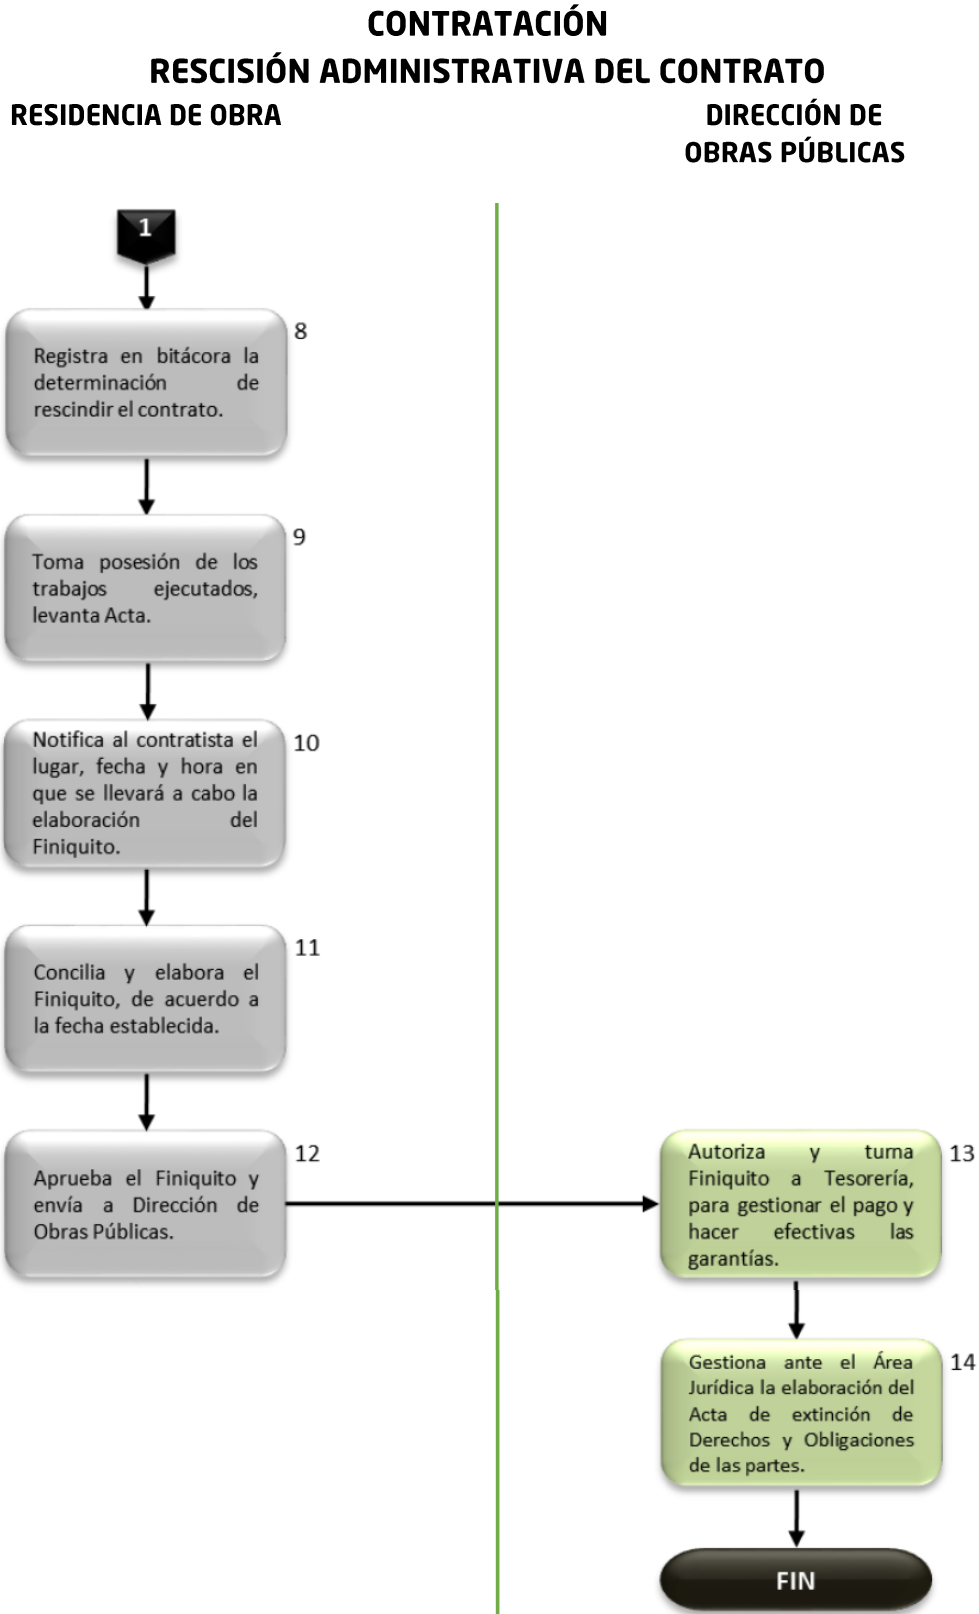 CONTRATACIÓN
RESCISIÓN ADMINISTRATIVA DEL CONTRATO
RESIDENCIA DE OBRA
DIRECCIÓN DE
OBRAS PÚBLICAS
1
8
Registra en bitácora la
determinación de
rescindir el contrato.
9
Toma posesión de los
trabajos ejecutados,
levanta Acta.
10
Notifica al contratista el
lugar, fecha y hora en
que se llevará a cabo la
elaboración del
Finiquito.
11
Concilia y elabora el
Finiquito, de acuerdo a
la fecha establecida.
12
Aprueba el Finiquito y
envía a Dirección de
Obras Públicas.
13
Autoriza y turna
Finiquito a Tesorería,
para gestionar el pago y
hacer efectivas las
garantías.
14
Gestiona ante el Área
Jurídica la elaboración del
Acta de extinción de
Derechos y Obligaciones
de las partes.
FIN